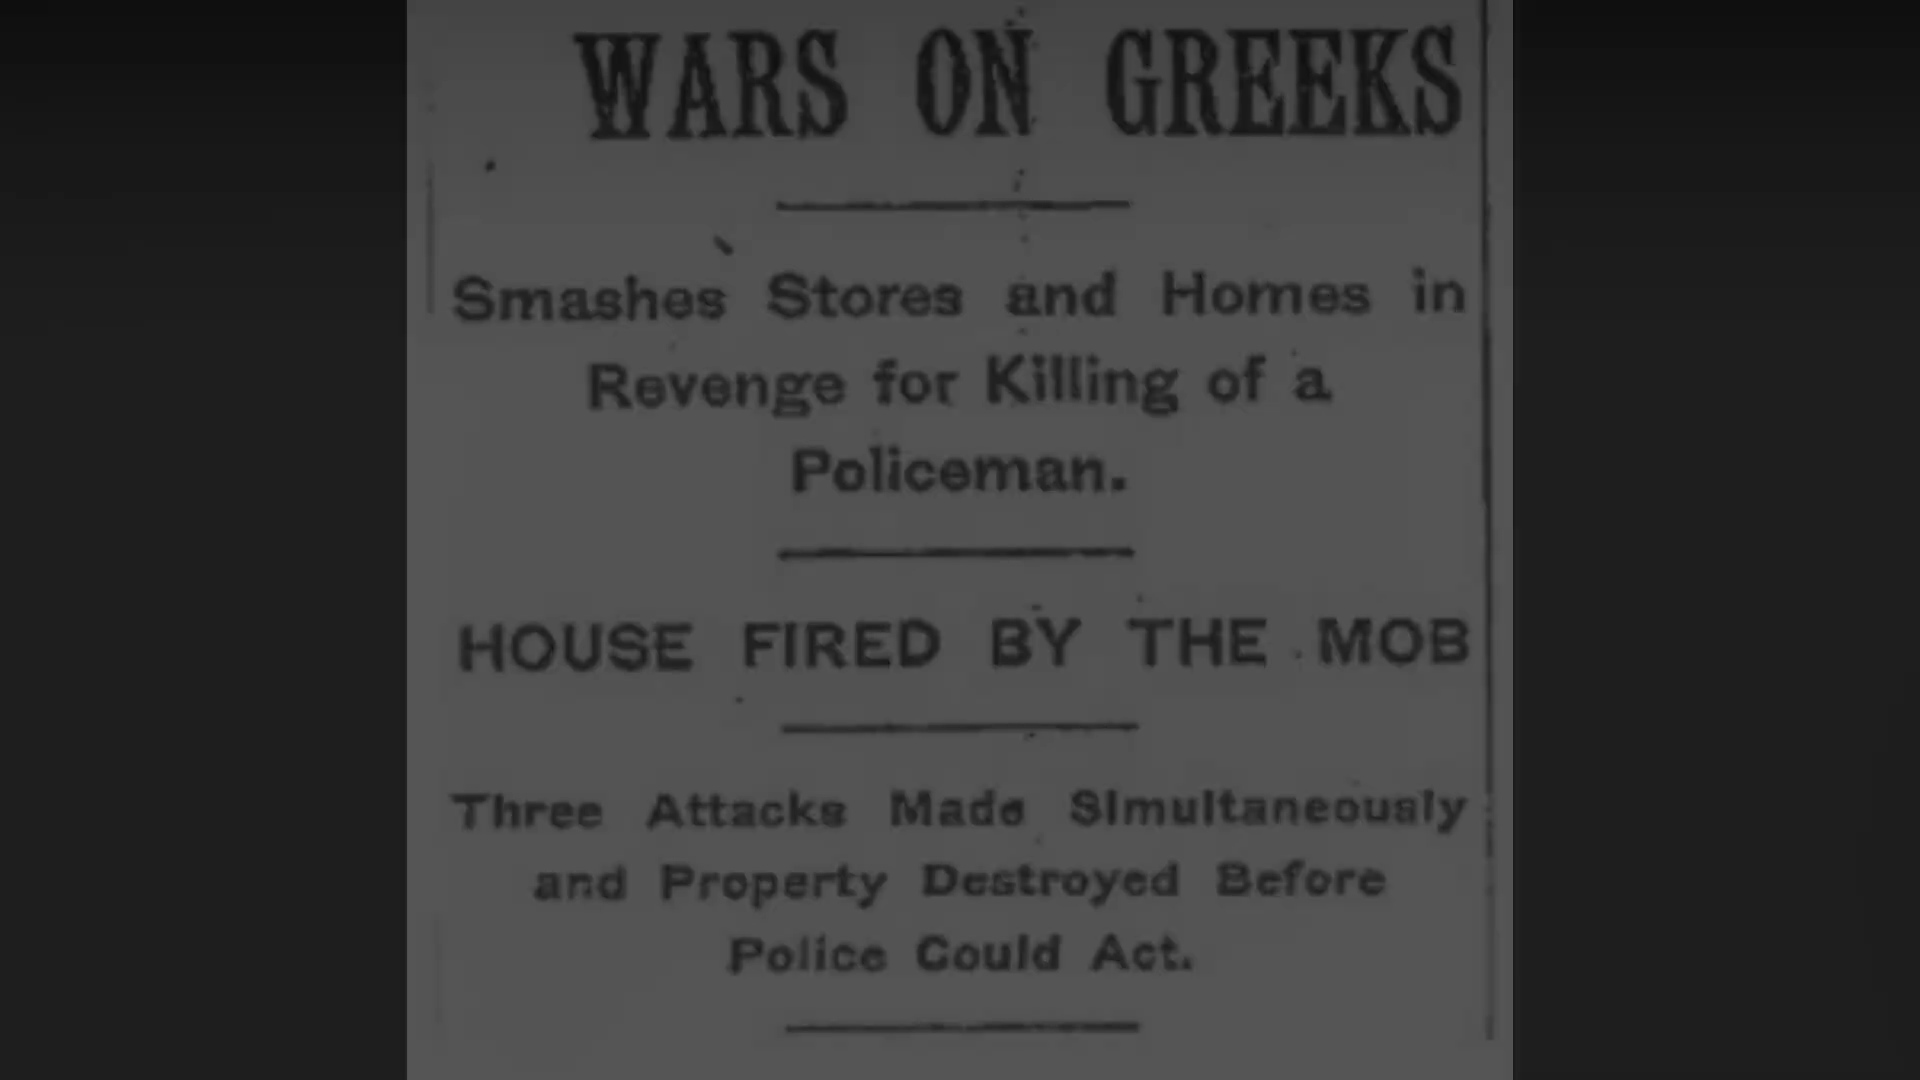 WARS ON GREEKS
Smashes Stores and Homes in
Revenge for Killing of a
Policeman.
HOUSE FIRED BY THE MOB
Three Attacks Made Simultaneously
and Property Destroyed Before
Police Could Act.